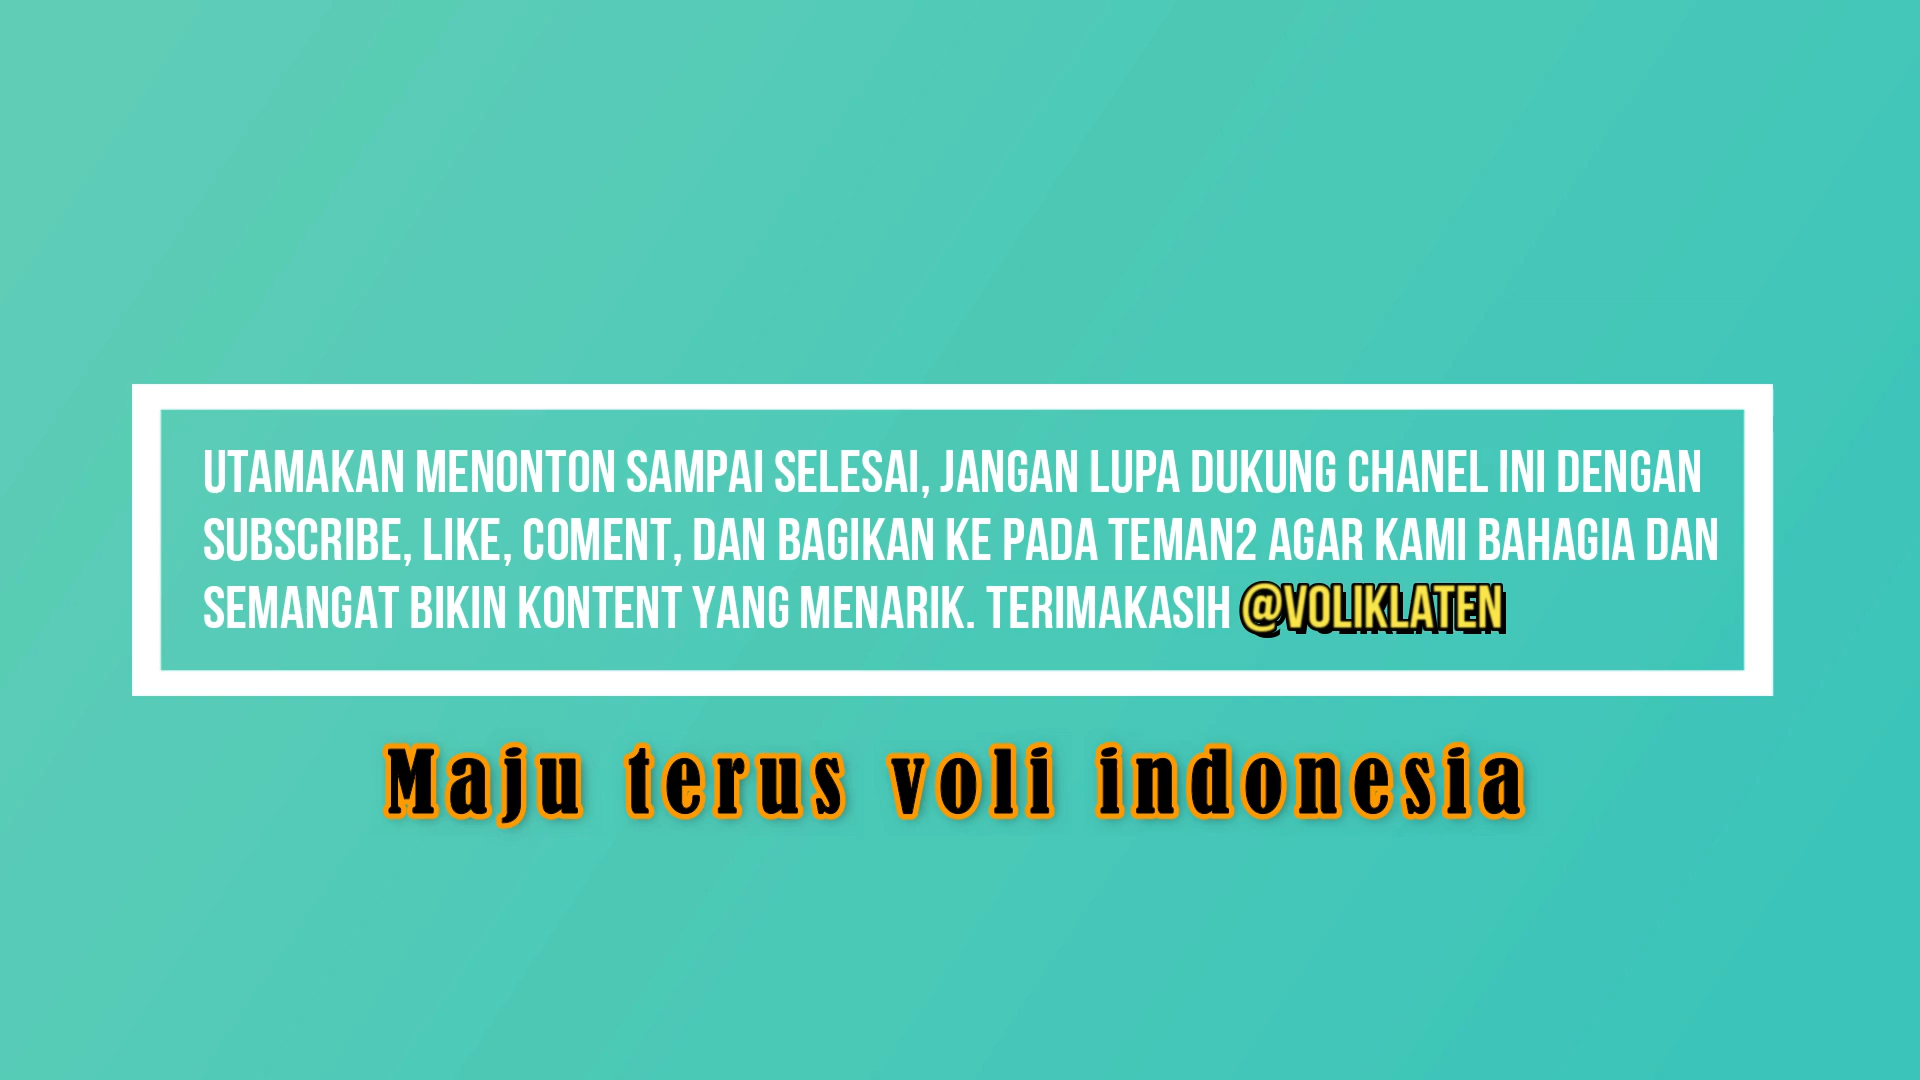 UTAMAKAN MENONTON SAMPAI SELESAI, JANGAN LUPA DUKUNG CHANEL INI DENGAN
SUBSCRIBE, LIKE, COMENT, DAN BAGIKAN KE PADA TEMAN2 AGAR KAMI BAHAGIA DAN
SEMANGAT BIKIN KONTENT YANG MENARIK. TERIMAKASIH @VOLIKLATEN
Maju terus voli indonesia